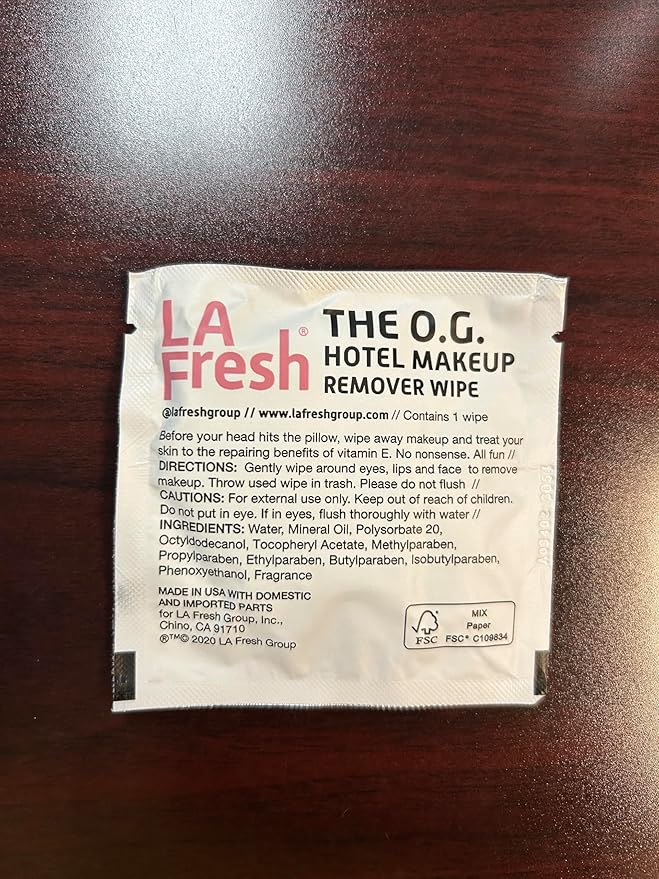 LA
Fresh®
THE O.G.
HOTEL MAKEUP
REMOVER WIPE
@lafreshgroup // www.lafreshgroup.com // Contains 1 wipe
Before your head hits the pillow, wipe away makeup and treat your
skin to the repairing benefits of vitamin E. No nonsense. All fun //
DIRECTIONS: Gently wipe around eyes, lips and face to remove
makeup. Throw used wipe in trash. Please do not flush //
CAUTIONS: For external use only. Keep out of reach of children.
Do not put in eye. If in eyes, flush thoroughly with water //
INGREDIENTS: Water, Mineral Oil, Polysorbate 20,
Octyldodecanol, Tocopheryl Acetate, Methylparaben,
Propylparaben, Ethylparaben, Butylparaben, Isobutylparaben,
Phenoxyethanol, Fragrance
MADE IN USA WITH DOMESTIC
AND IMPORTED PARTS
for LA Fresh Group, Inc.,
Chino, CA 91710
®™© 2020 LA Fresh Group
FSC
MIX
Paper
FSC® C109834